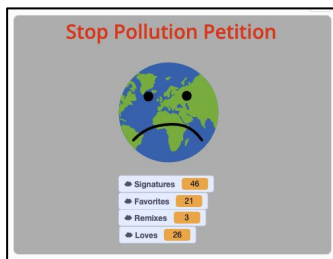 Stop Pollution Petition
Signatures 46
Favorites 21
Remixes 3
Loves 26